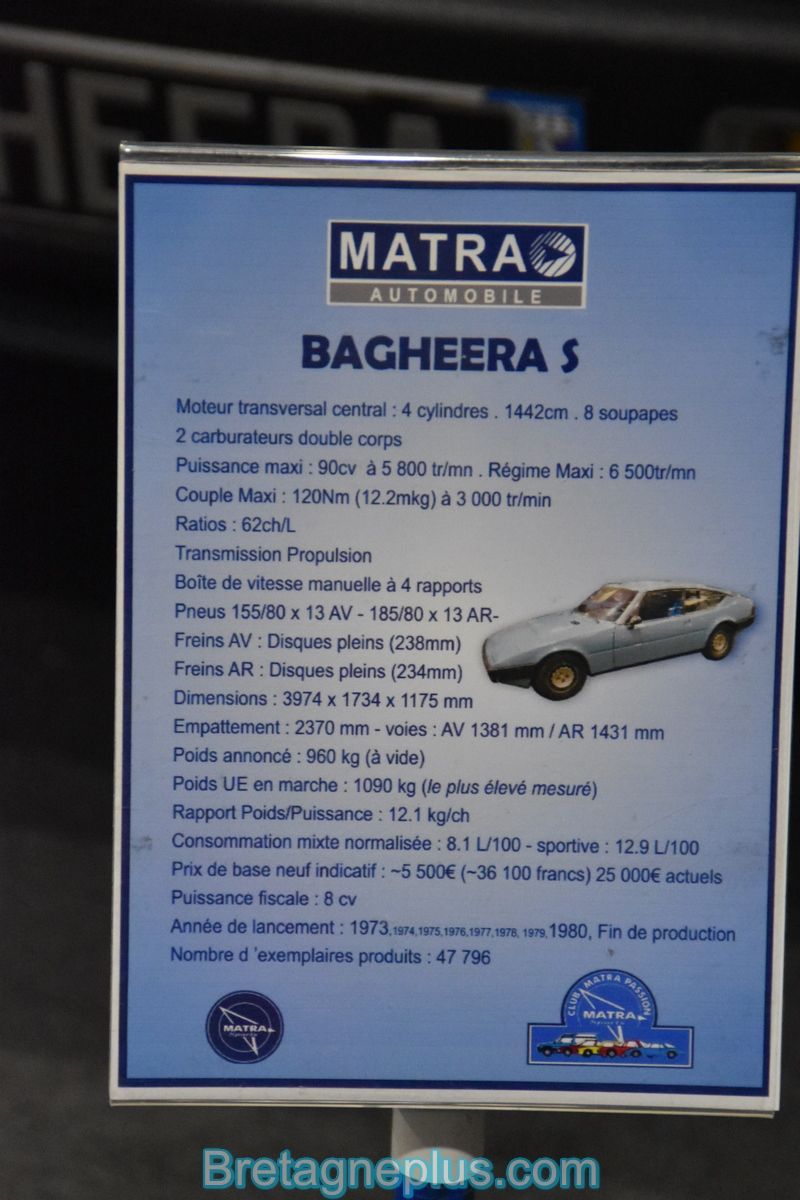 HEERA
MATRA
AUTOMOBILE
BAGHEERA S
Moteur transversal central : 4 cylindres . 1442cm . 8 soupapes
2 carburateurs double corps
Puissance maxi : 90cv à 5 800 tr/mn . Régime Maxi : 6 500tr/mn
Couple Maxi : 120Nm (12.2mkg) à 3 000 tr/min
Ratios : 62ch/L
Transmission Propulsion
Boîte de vitesse manuelle à 4 rapports
Pneus 155/80 x 13 AV - 185/80 x 13 AR-
Freins AV : Disques pleins (238mm)
Freins AR : Disques pleins (234mm)
Dimensions : 3974 x 1734 x 1175 mm
Empattement : 2370 mm - voies : AV 1381 mm / AR 1431 mm
Poids annoncé : 960 kg (à vide)
Poids UE en marche : 1090 kg (le plus élevé mesuré)
Rapport Poids/Puissance : 12.1 kg/ch
Consommation mixte normalisée : 8.1 L/100 - sportive : 12.9 L/100
Prix de base neuf indicatif : ~5 500€ (~36 100 francs) 25 000€ actuels
Puissance fiscale : 8 cv
Année de lancement : 1973,1974,1975,1976,1977,1978, 1979,1980, Fin de production
Nombre d 'exemplaires produits : 47 796
MATRA
CLUB MATRA PASSION
MATRA
Bretagneplus.com